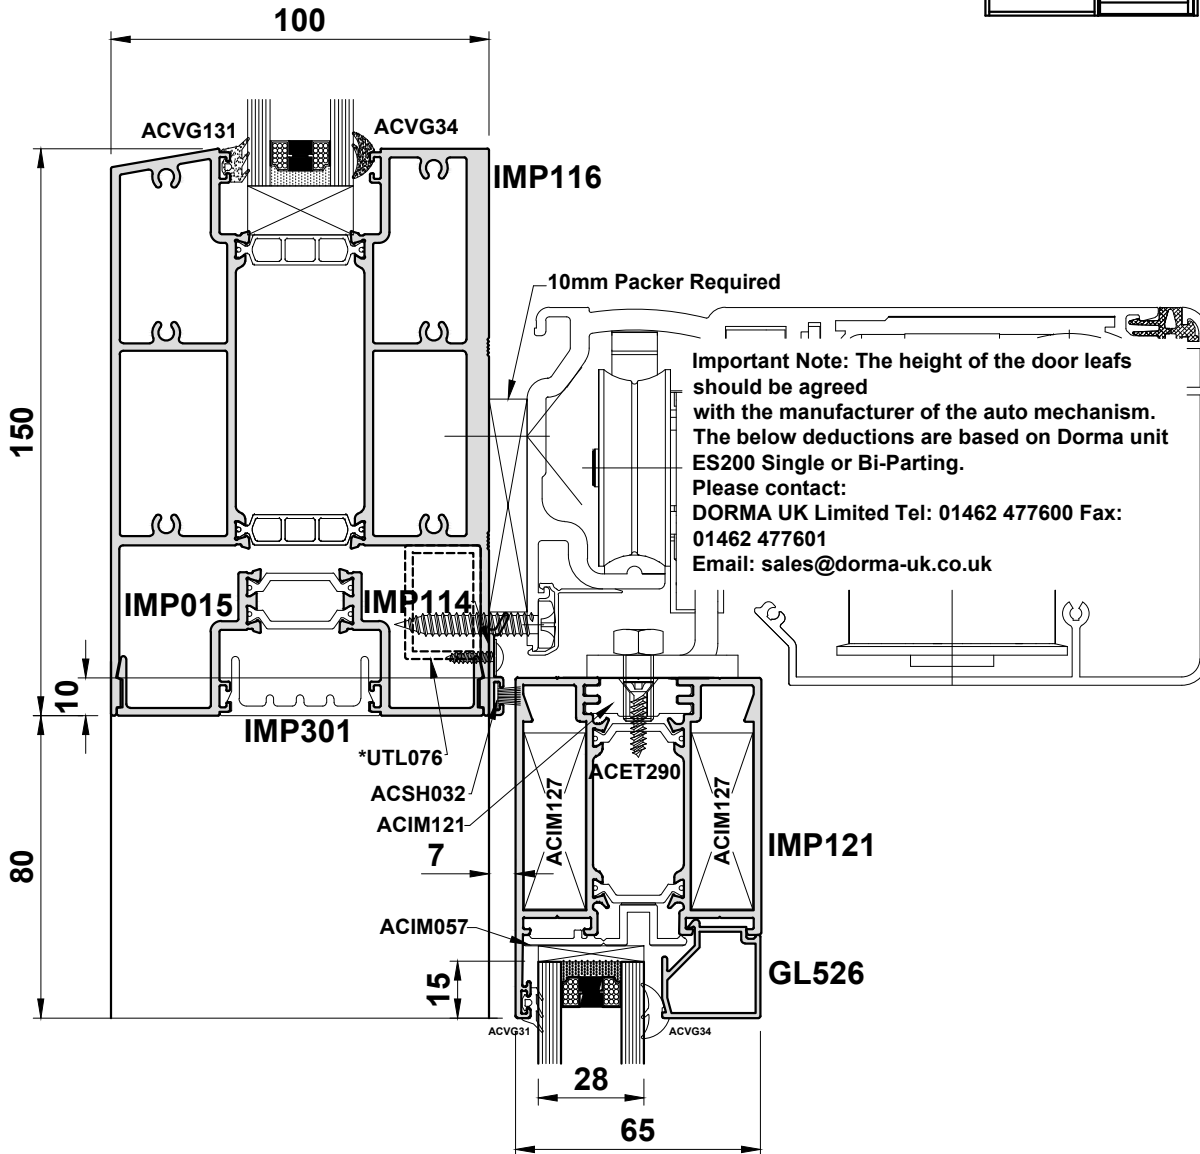 100
ACVG131
ACVG34
IMP116
10mm Packer Required
Important Note: The height of the door leafs
should be agreed
with the manufacturer of the auto mechanism.
The below deductions are based on Dorma unit
ES200 Single or Bi-Parting.
Please contact:
DORMA UK Limited Tel: 01462 477600 Fax:
01462 477601
Email: sales@dorma-uk.co.uk
150
IMP015
IMP114
10
IMP301
*UTL076
ACSH032
ACIM121
ACET290
ACIM127
ACIM127
IMP121
7
80
ACIM057
GL526
15
ACVG31
ACVG34
28
65